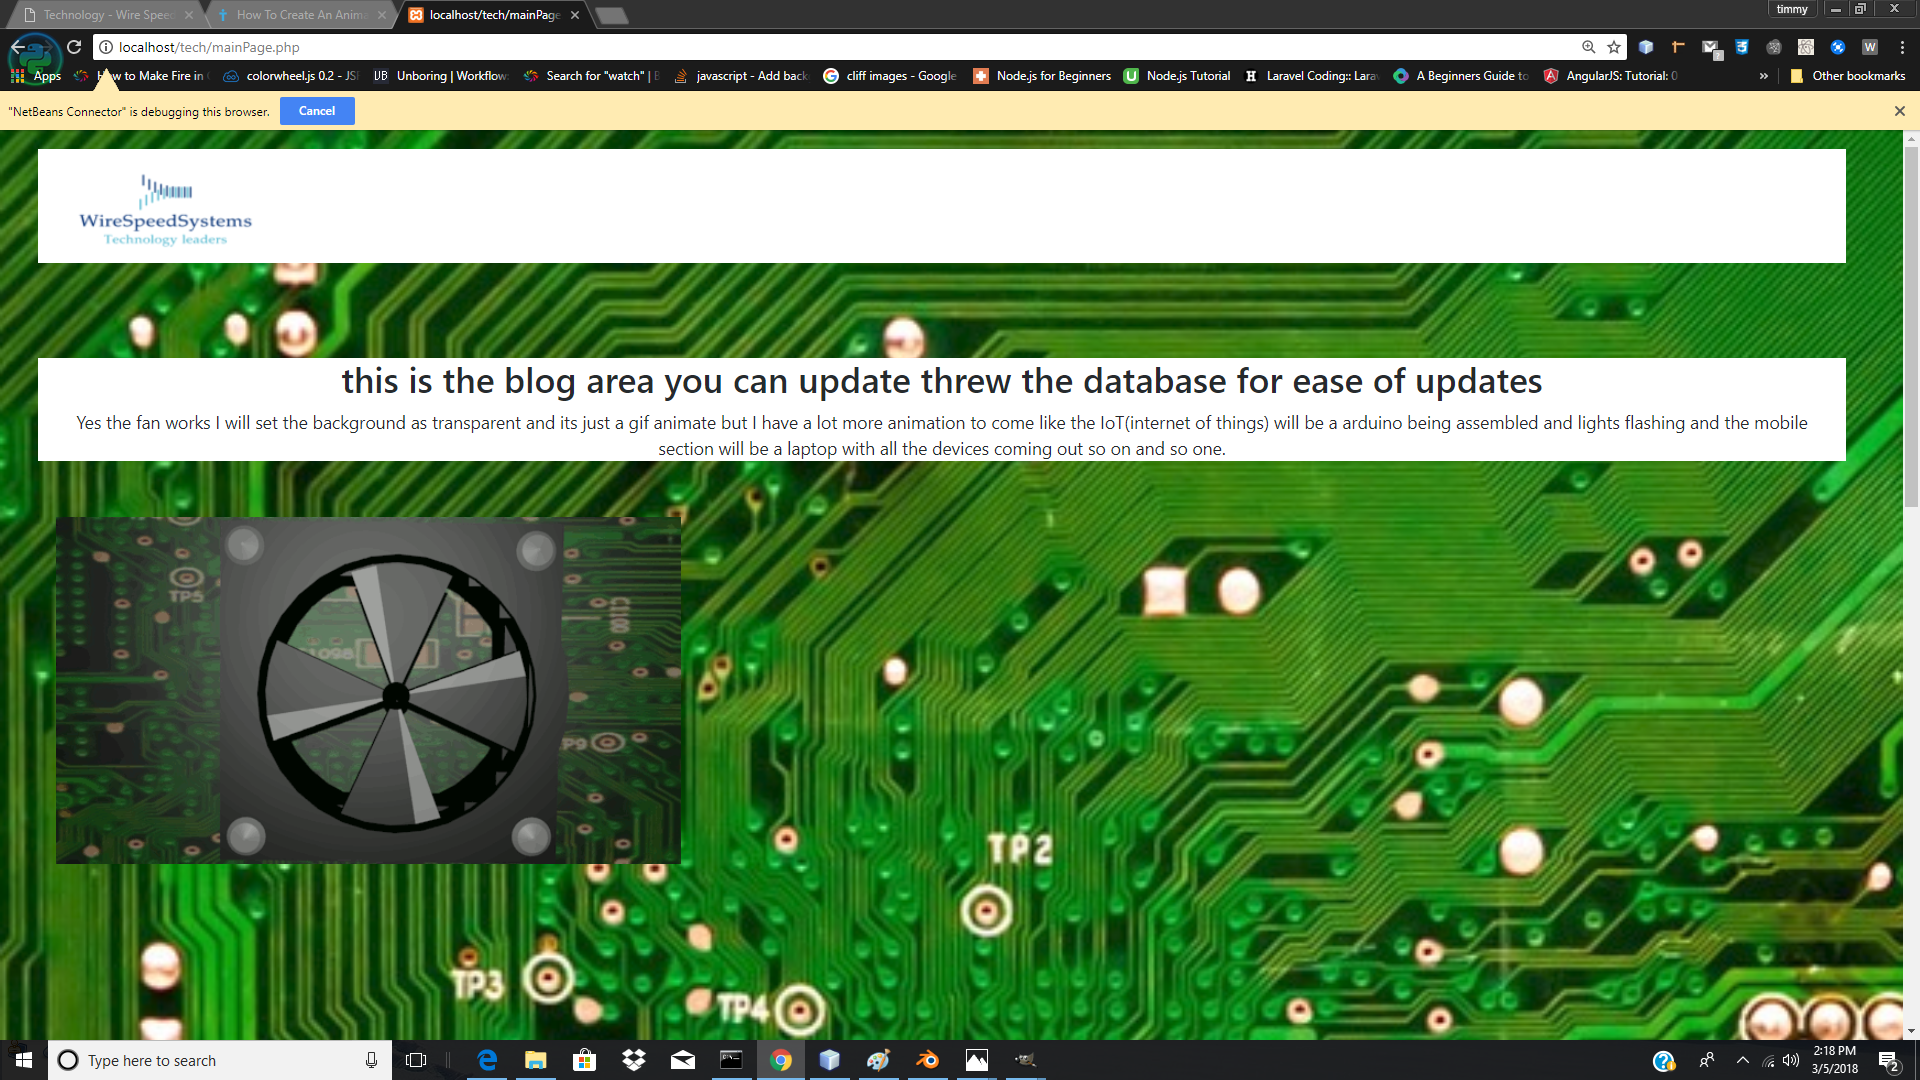 Technology - Wire Speed
How To Create An Anima
localhost/tech/mainPage
timmy
localhost/tech/mainPage.php
Apps
How to Make Fire in
colorwheel.js 0.2 - JSF
UB Unboring | Workflow
Search for "watch" | B
javascript - Add back
cliff images - Google
Node.js for Beginners
U Node.js Tutorial
H Laravel Coding:: Larav
A Beginners Guide to
AngularJS: Tutorial: 0
»
Other bookmarks
"NetBeans Connector" is debugging this browser.
Cancel
WireSpeedSystems
Technology leaders
this is the blog area you can update threw the database for ease of updates
Yes the fan works I will set the background as transparent and its just a gif animate but I have a lot more animation to come like the IoT(internet of things) will be a arduino being assembled and lights flashing and the mobile
section will be a laptop with all the devices coming out so on and so one.
TP5
TP2
TP3
TP4
Type here to search
2:18 PM
3/5/2018
2